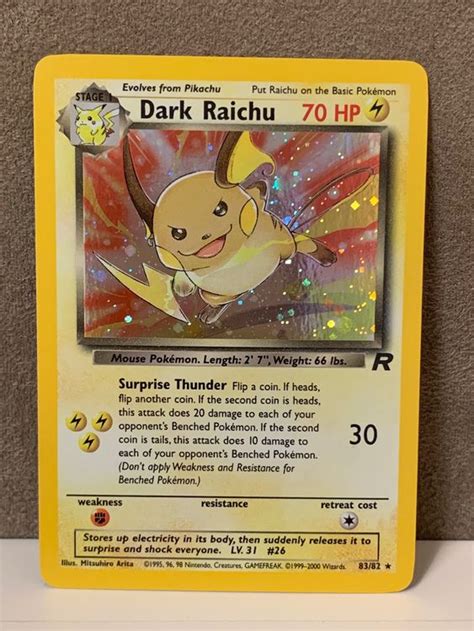 Evolves from Pikachu Put Raichu on the Basic Pokémon
STAGE 1
Dark Raichu 70 HP
Mouse Pokémon. Length: 2' 7", Weight: 66 lbs.
R
Surprise Thunder Flip a coin. If heads,
flip another coin. If the second coin is heads,
this attack does 20 damage to each of your
opponent's Benched Pokémon. If the second
coin is tails, this attack does 10 damage to
each of your opponent's Benched Pokémon.
(Don't apply Weakness and Resistance for
Benched Pokémon.)
30
weakness resistance retreat cost
Stores up electricity in its body, then suddenly releases it to
surprise and shock everyone. LV. 31 #26
Illus. Mitsuhiro Arita ©1995, 96, 98 Nintendo, Creatures, GAMEFREAK. ©1999-2000 Wizards. 83/82 ★